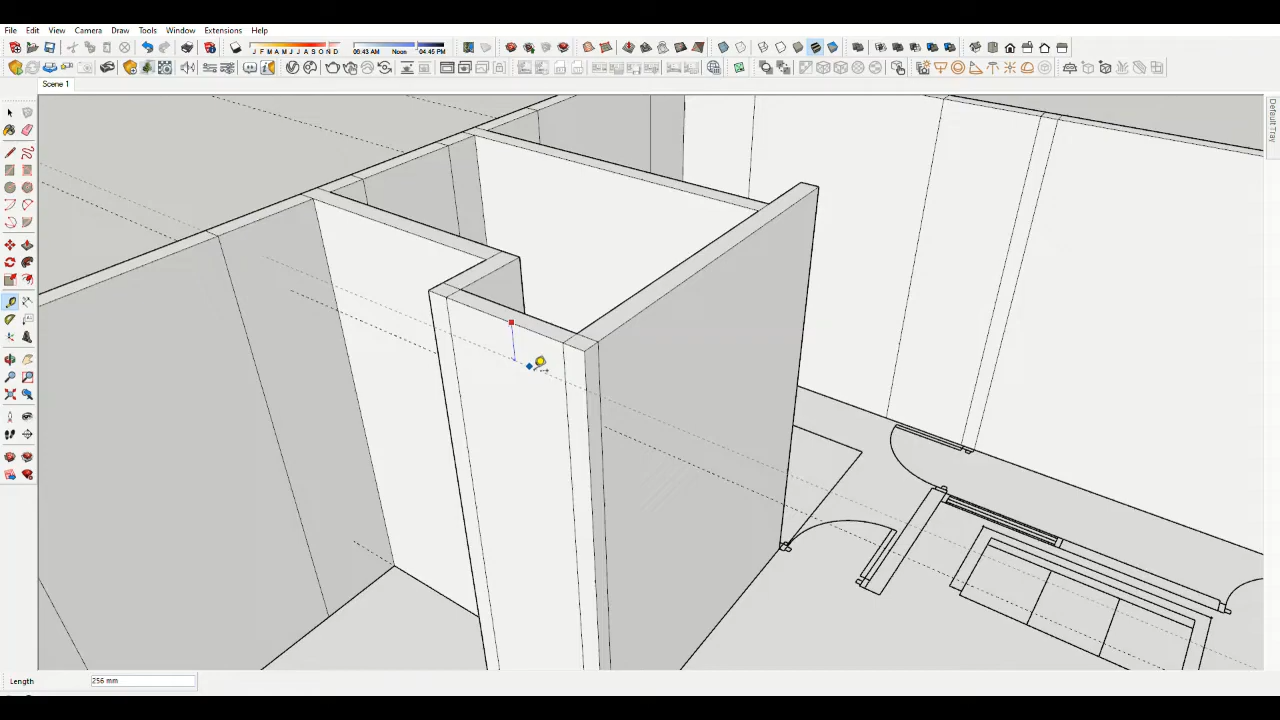 File Edit View Camera Draw Tools Window Extensions Help
J F M A M J J A S O N D 06:43 AM Noon 04:45 PM
Scene 1
Default Tray
Length 256 mm